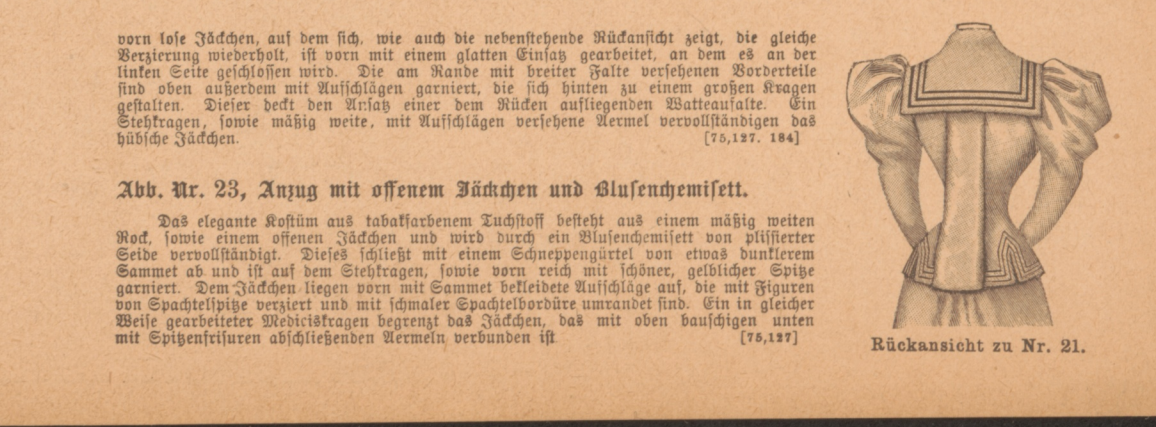 vorn lose Jäckchen, auf dem sich, wie auch die nebenstehende Rückansicht zeigt, die gleiche
Verzierung wiederholt, ist vorn mit einem glatten Einsatz gearbeitet, an dem es an der
linken Seite geschlossen wird. Die am Rande mit breiter Falte versehenen Vorderteile
sind oben außerdem mit Aufschlägen garniert, die sich hinten zu einem großen Kragen
gestalten. Dieser deckt den Ansatz einer dem Rücken aufliegenden Watteaufalte. Ein
Stehkragen, sowie mäßig weite, mit Aufschlägen versehene Aermel vervollständigen das
hübsche Jäckchen. [75,127. 184]
Abb. Nr. 23, Anzug mit offenem Jäckchen und Blusenchemisett.
Das elegante Kostüm aus tabakfarbenem Tuchstoff besteht aus einem mäßig weiten
Rock, sowie einem offenen Jäckchen und wird durch ein Blusenchemisett von plissierter
Seide vervollständigt. Dieses schließt mit einem Schneppengürtel von etwas dunklerem
Sammet ab und ist auf dem Stehkragen, sowie vorn reich mit schöner, gelblicher Spitze
garniert. Dem Jäckchen liegen vorn mit Sammet bekleidete Aufschläge auf, die mit Figuren
von Spachtelspitze verziert und mit schmaler Spachtelbordüre umrandet sind. Ein in gleicher
Weise gearbeiteter Mediciskragen begrenzt das Jäckchen, das mit oben bauschigen unten
mit Spitzenfrisuren abschließenden Aermeln verbunden ist [75,127]
Rückansicht zu Nr. 21.